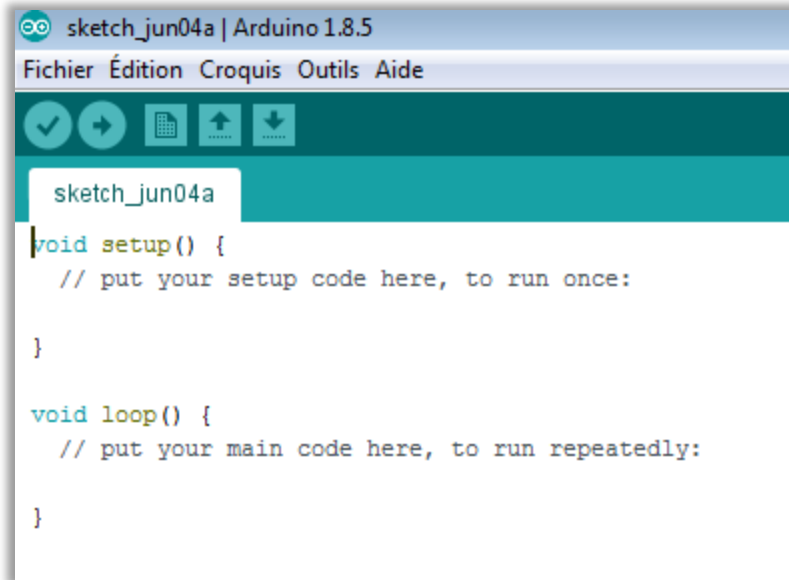 sketch_jun04a | Arduino 1.8.5
Fichier Édition Croquis Outils Aide
sketch_jun04a
void setup() {
  // put your setup code here, to run once:
}
void loop() {
  // put your main code here, to run repeatedly:
}